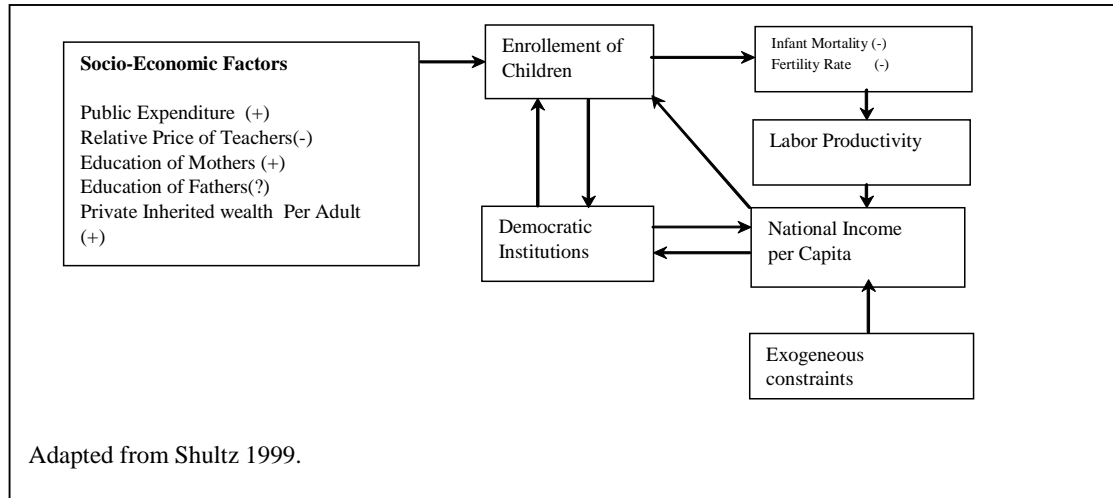 Socio-Economic Factors
Public Expenditure (+)
Relative Price of Teachers(-)
Education of Mothers (+)
Education of Fathers(?)
Private Inherited wealth Per Adult
(+)
Enrollement of
Children
Infant Mortality (-)
Fertility Rate (-)
Labor Productivity
Democratic
Institutions
National Income
per Capita
Exogeneous
constraints
Adapted from Shultz 1999.